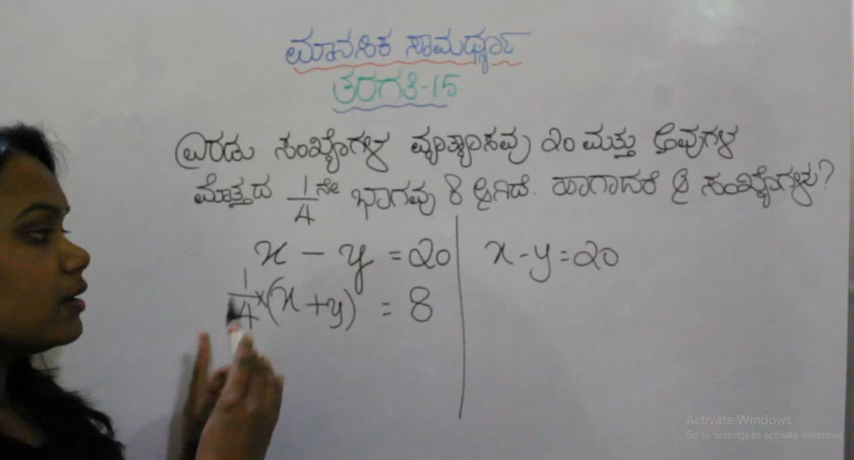 ಮಾನಸಿಕ ಸಾಮರ್ಥ್ಯ
ತರಗತಿ-15
ಎರಡು ಸಂಖ್ಯೆಗಳ ವ್ಯತ್ಯಾಸವು 20 ಮತ್ತು ಅವುಗಳ
ಮೊತ್ತದ 1/4 ನೇ ಭಾಗವು 8 ಆಗಿದೆ. ಹಾಗಾದರೆ ಆ ಸಂಖ್ಯೆಗಳು?
x - y = 20
1/4 × (x + y) = 8
x - y = 20
Activate Windows
Go to Settings to activate Windows.